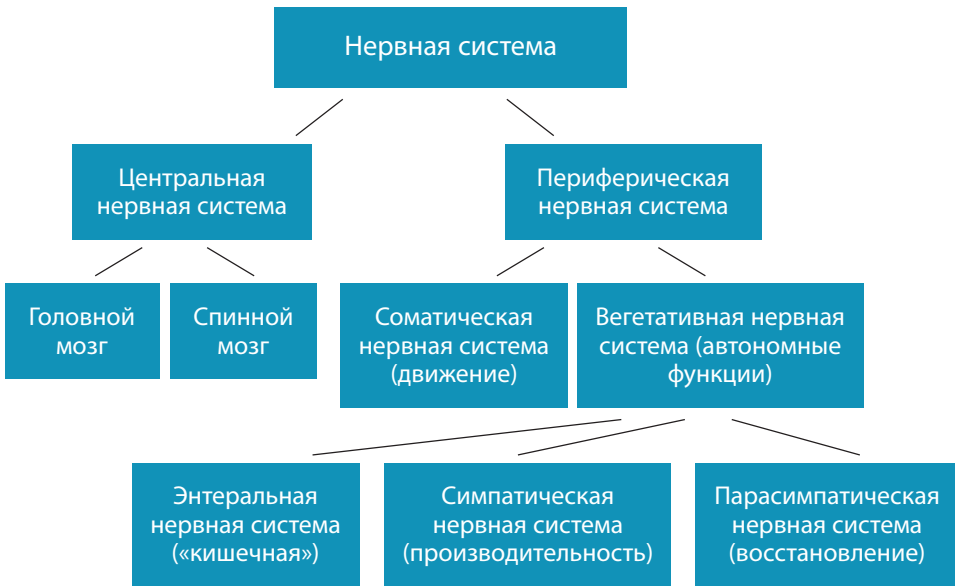 Нервная система
Центральная
нервная система
Периферическая
нервная система
Головной
мозг
Спинной
мозг
Соматическая
нервная система
(движение)
Вегетативная нервная
система (автономные
функции)
Энтеральная
нервная система
(«кишечная»)
Симпатическая
нервная система
(производительность)
Парасимпатическая
нервная система
(восстановление)